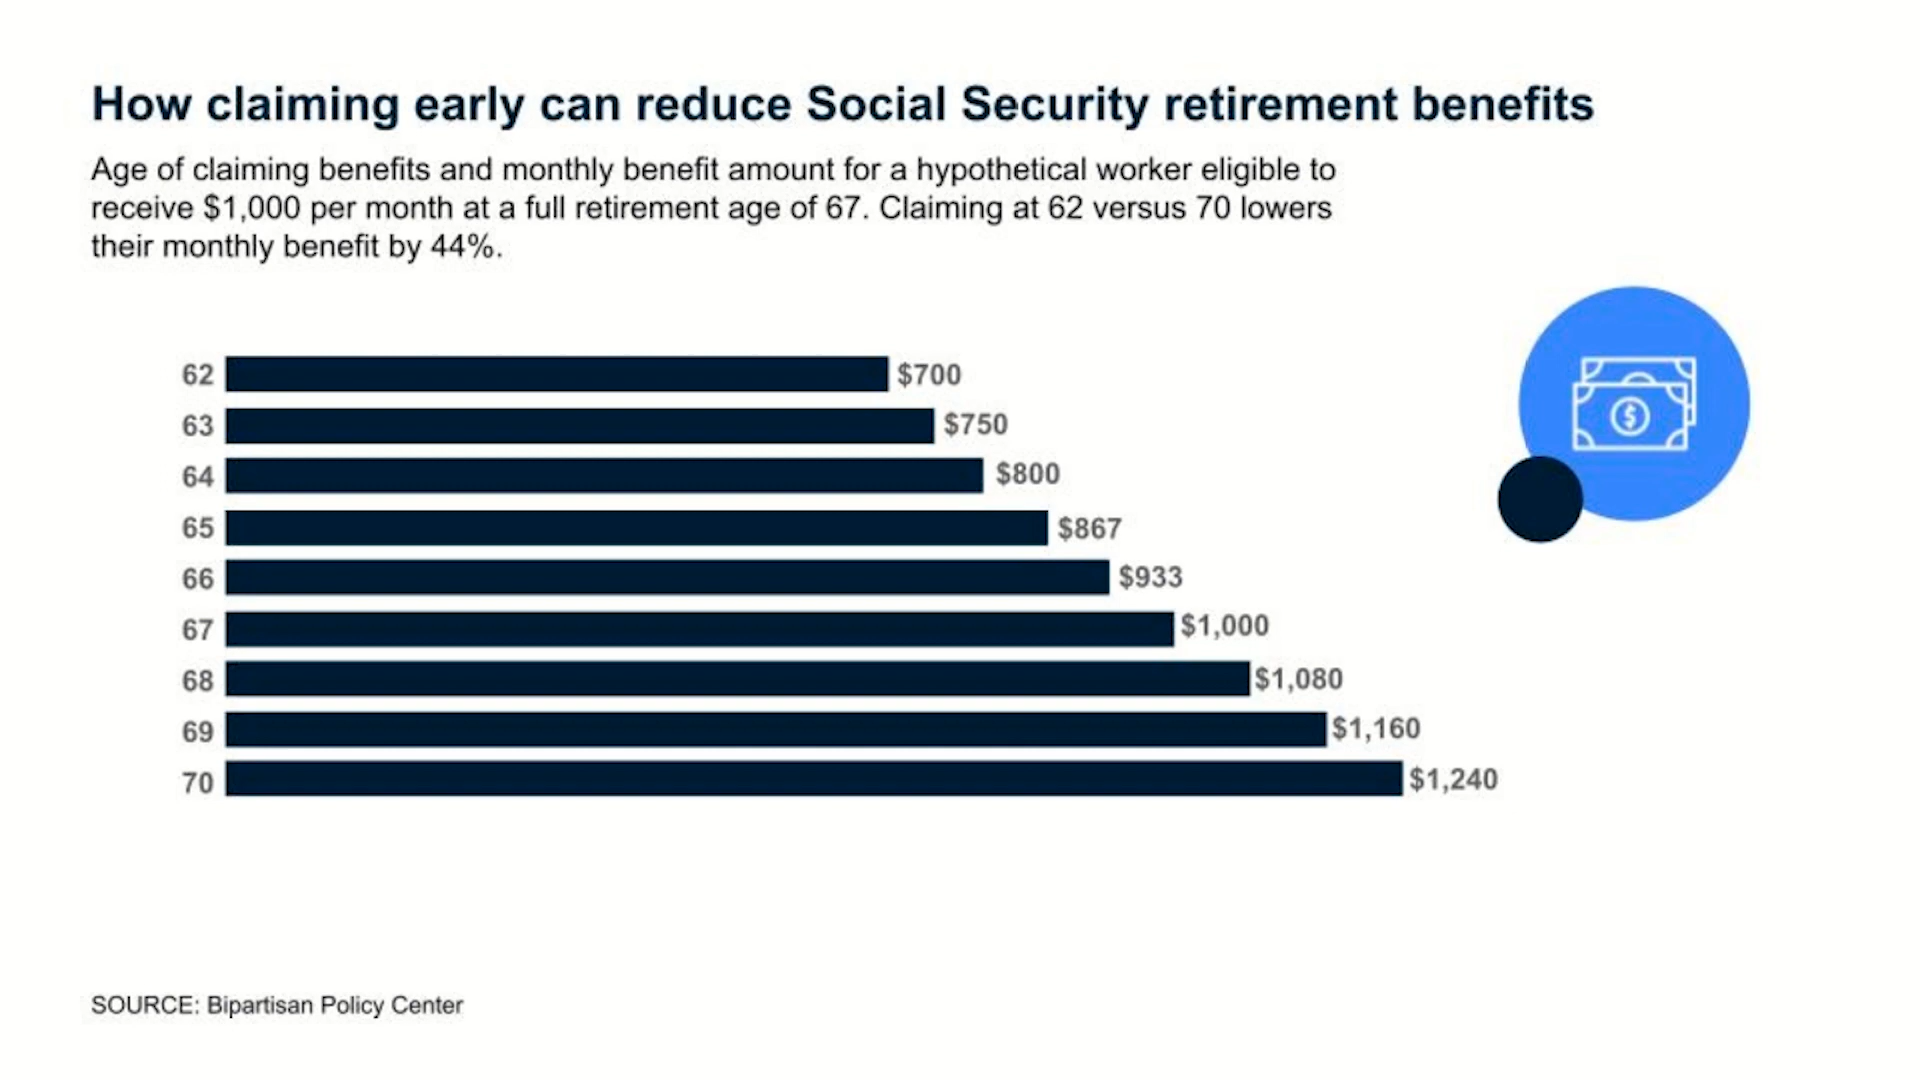 How claiming early can reduce Social Security retirement benefits
Age of claiming benefits and monthly benefit amount for a hypothetical worker eligible to
receive $1,000 per month at a full retirement age of 67. Claiming at 62 versus 70 lowers
their monthly benefit by 44%.
62 $700
63 $750
64 $800
65 $867
66 $933
67 $1,000
68 $1,080
69 $1,160
70 $1,240
$
SOURCE: Bipartisan Policy Center